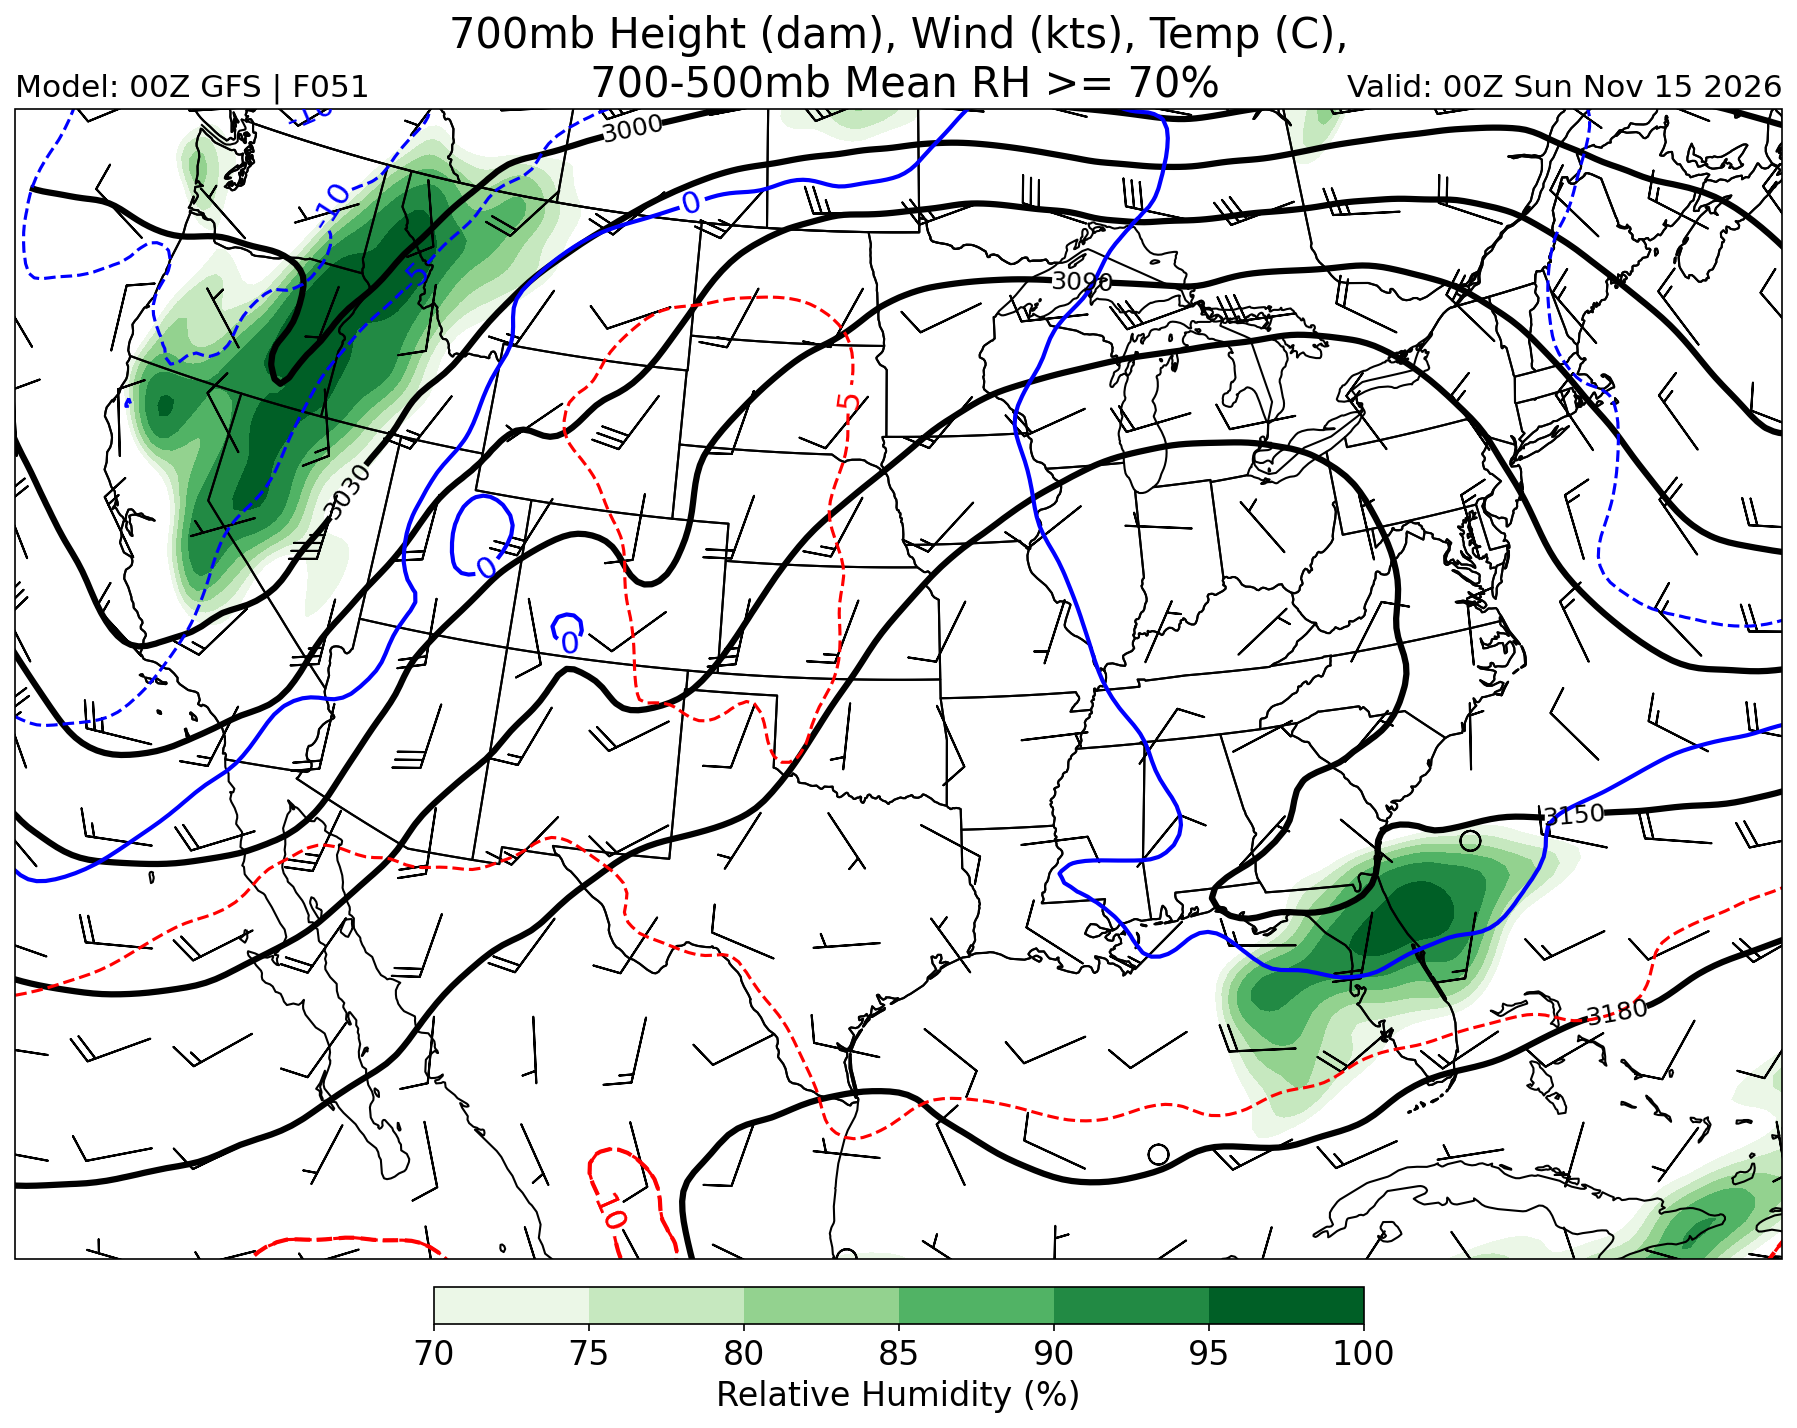 700mb Height (dam), Wind (kts), Temp (C),
700-500mb Mean RH >= 70%
Model: 00Z GFS | F051
Valid: 00Z Sun Nov 15 2026
-10
3000
-10
0
-5
3090
5
3030
0
0
3150
3180
10
70 75 80 85 90 95 100
Relative Humidity (%)